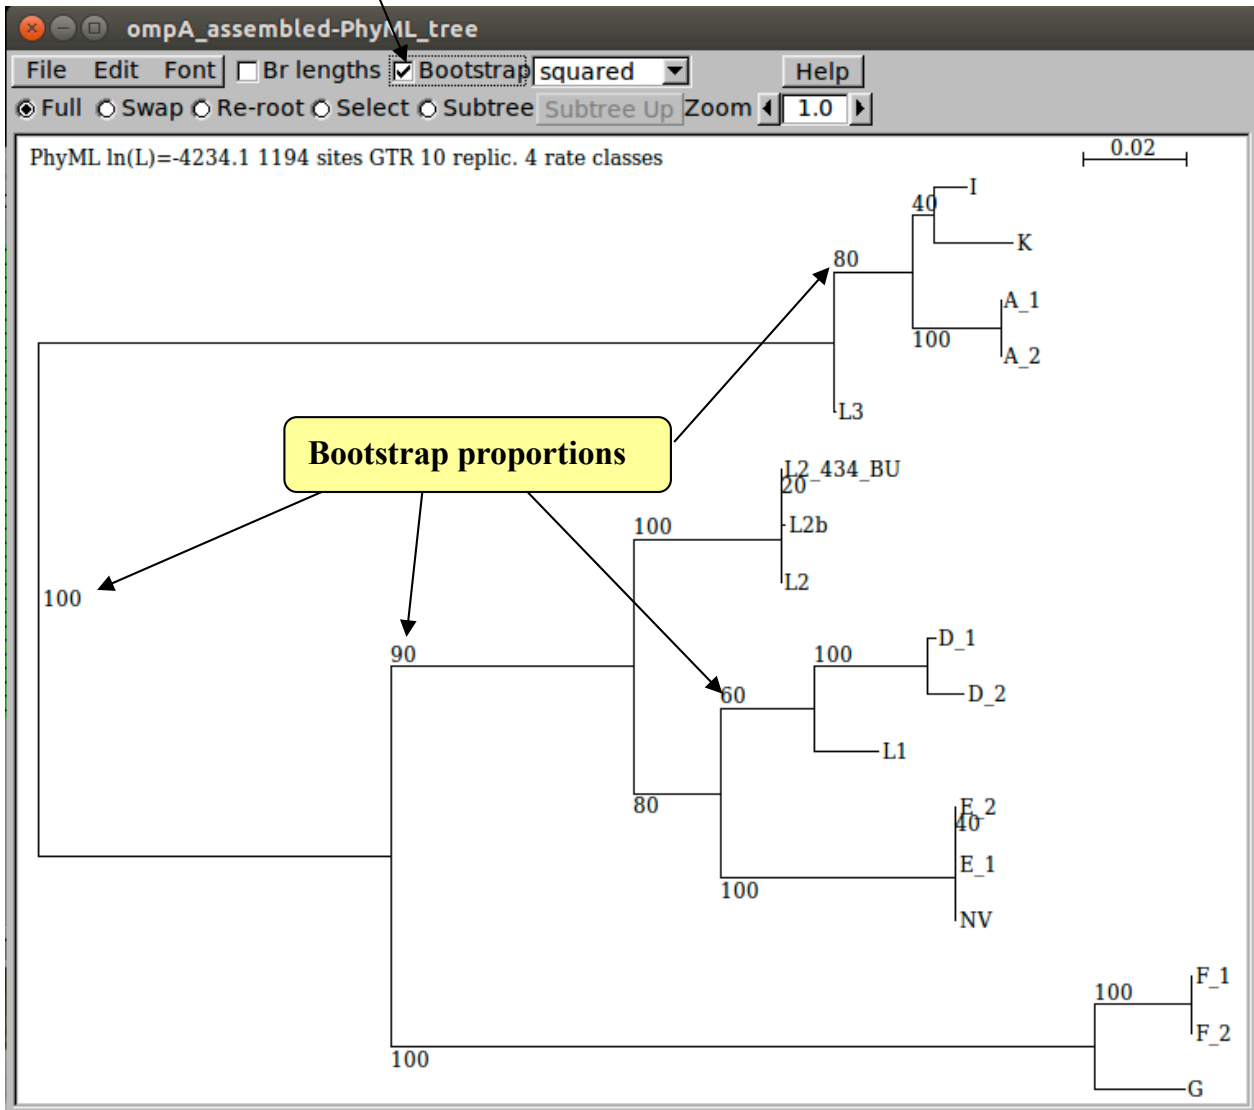 ompA_assembled-PhyML_tree
File Edit Font Br lengths Bootstrap squared Help
Full Swap Re-root Select Subtree Subtree Up Zoom 1.0
PhyML ln(L)=-4234.1 1194 sites GTR 10 replic. 4 rate classes
0.02
I
40
K
80
A_1
100
A_2
L3
Bootstrap proportions
L2_434_BU
20
100
L2b
L2
100
D_1
90
100
60
D_2
L1
80
E_2
40
E_1
100
NV
F_1
100
F_2
100
G